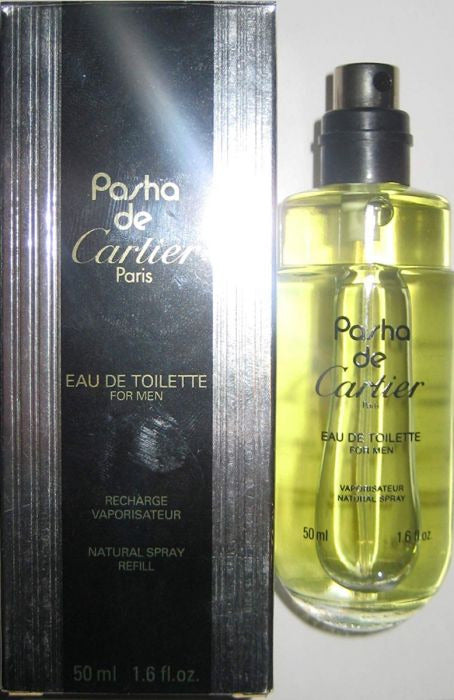 Pasha
de
Cartier
Paris
EAU DE TOILETTE
FOR MEN
RECHARGE
VAPORISATEUR
NATURAL SPRAY
REFILL
50 ml 1.6 fl.oz.
Pasha
de
Cartier
Paris
EAU DE TOILETTE
FOR MEN
VAPORISATEUR
NATURAL SPRAY
50 ml 1.6 fl.oz.